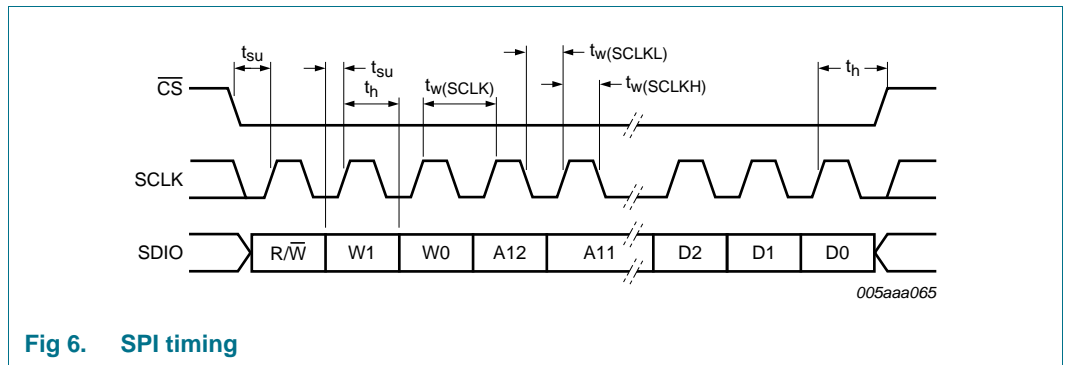 tsu tsu th tw(SCLK) tw(SCLKL) tw(SCLKH) th
C̅S̅
SCLK
SDIO R/W̅ W1 W0 A12 A11 D2 D1 D0
005aaa065
Fig 6. SPI timing